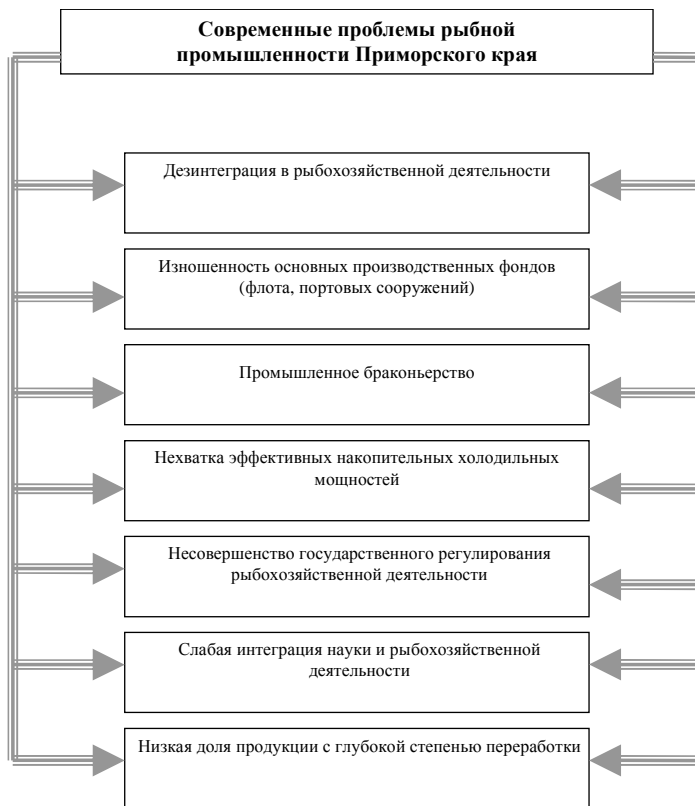 Современные проблемы рыбной
промышленности Приморского края
Дезинтеграция в рыбохозяйственной деятельности
Изношенность основных производственных фондов
(флота, портовых сооружений)
Промышленное браконьерство
Нехватка эффективных накопительных холодильных
мощностей
Несовершенство государственного регулирования
рыбохозяйственной деятельности
Слабая интеграция науки и рыбохозяйственной
деятельности
Низкая доля продукции с глубокой степенью переработки